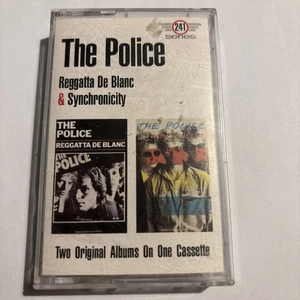 241
series
The Police
Reggatta De Blanc
& Synchronicity
THE
POLICE
REGGATTA DE BLANC
THE POLICE
THE POLICE
Two Original Albums On One Cassette